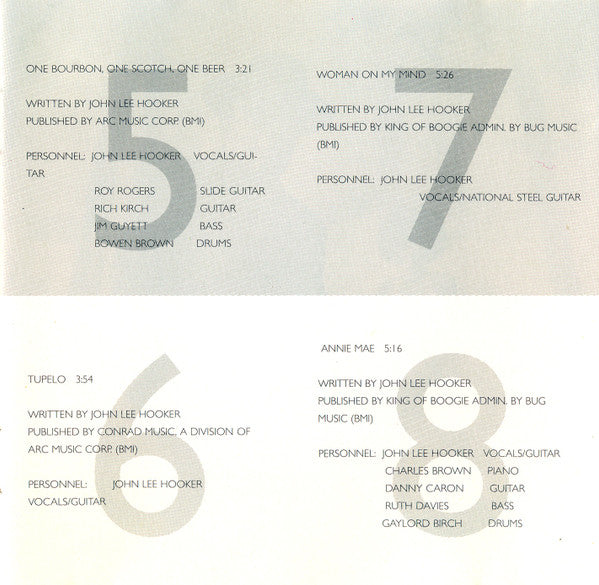 5
ONE BOURBON, ONE SCOTCH, ONE BEER 3:21
WRITTEN BY JOHN LEE HOOKER
PUBLISHED BY ARC MUSIC CORP. (BMI)
PERSONNEL: JOHN LEE HOOKER VOCALS/GUI-
TAR
ROY ROGERS SLIDE GUITAR
RICH KIRCH GUITAR
JIM GUYETT BASS
BOWEN BROWN DRUMS
6
TUPELO 3:54
WRITTEN BY JOHN LEE HOOKER
PUBLISHED BY CONRAD MUSIC, A DIVISION OF
ARC MUSIC CORP. (BMI)
PERSONNEL: JOHN LEE HOOKER
VOCALS/GUITAR
7
WOMAN ON MY MIND 5:26
WRITTEN BY JOHN LEE HOOKER
PUBLISHED BY KING OF BOOGIE ADMIN. BY BUG MUSIC
(BMI)
PERSONNEL: JOHN LEE HOOKER
VOCALS/NATIONAL STEEL GUITAR
8
ANNIE MAE 5:16
WRITTEN BY JOHN LEE HOOKER
PUBLISHED BY KING OF BOOGIE ADMIN. BY BUG
MUSIC (BMI)
PERSONNEL: JOHN LEE HOOKER VOCALS/GUITAR
CHARLES BROWN PIANO
DANNY CARON GUITAR
RUTH DAVIES BASS
GAYLORD BIRCH DRUMS